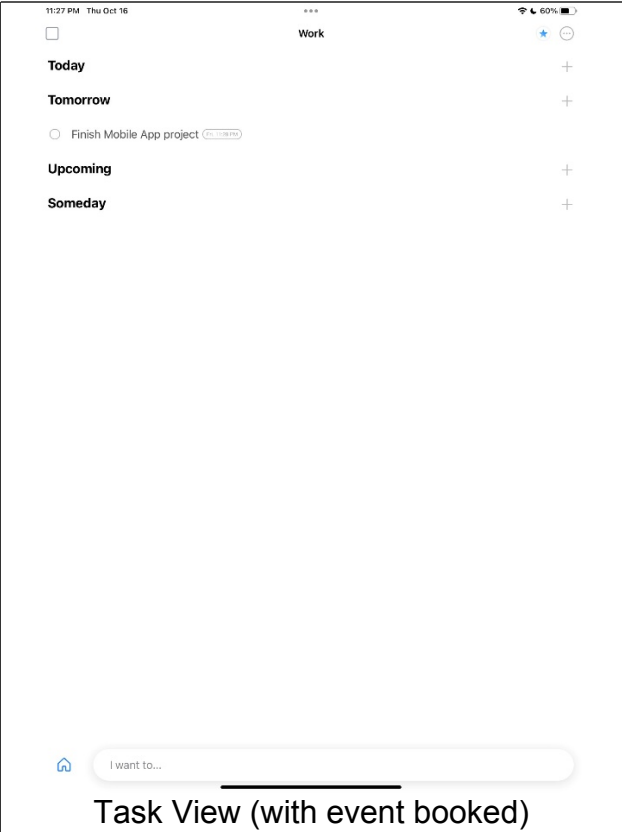 11:27 PM Thu Oct 16
60%
Work
Today
Tomorrow
Finish Mobile App project
Upcoming
Someday
I want to...
Task View (with event booked)